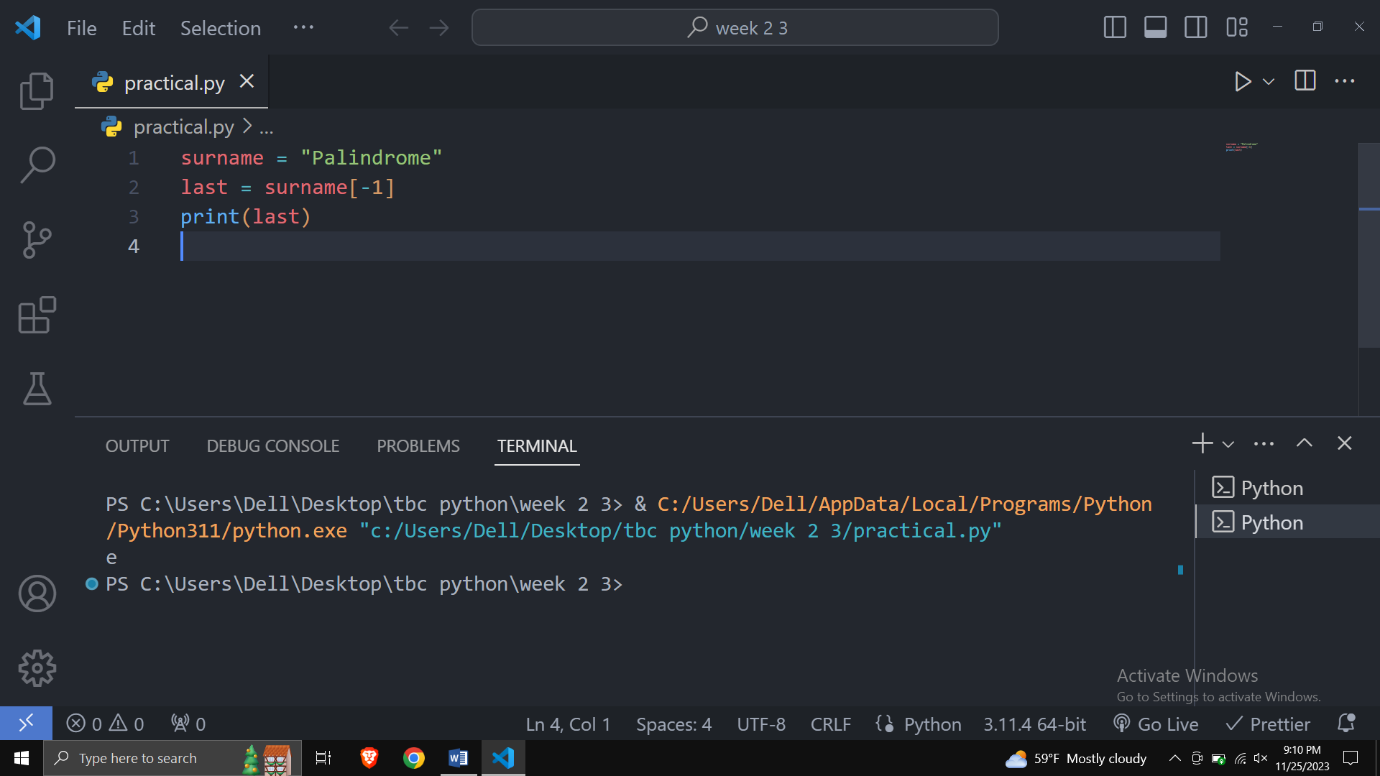 File Edit Selection ···
week 2 3
practical.py
practical.py > ...
1 surname = "Palindrome"
2 last = surname[-1]
3 print(last)
4
OUTPUT DEBUG CONSOLE PROBLEMS TERMINAL
PS C:\Users\Dell\Desktop\tbc python\week 2 3> & C:/Users/Dell/AppData/Local/Programs/Python
/Python311/python.exe "c:/Users/Dell/Desktop/tbc python/week 2 3/practical.py"
e
PS C:\Users\Dell\Desktop\tbc python\week 2 3>
Python
Python
Activate Windows
Go to Settings to activate Windows.
0 0 0 Ln 4, Col 1 Spaces: 4 UTF-8 CRLF Python 3.11.4 64-bit Go Live Prettier
Type here to search
59°F Mostly cloudy
9:10 PM
11/25/2023